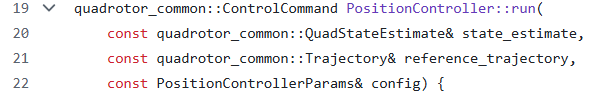 19 quadrotor_common::ControlCommand PositionController::run(
20 const quadrotor_common::QuadStateEstimate& state_estimate,
21 const quadrotor_common::Trajectory& reference_trajectory,
22 const PositionControllerParams& config) {